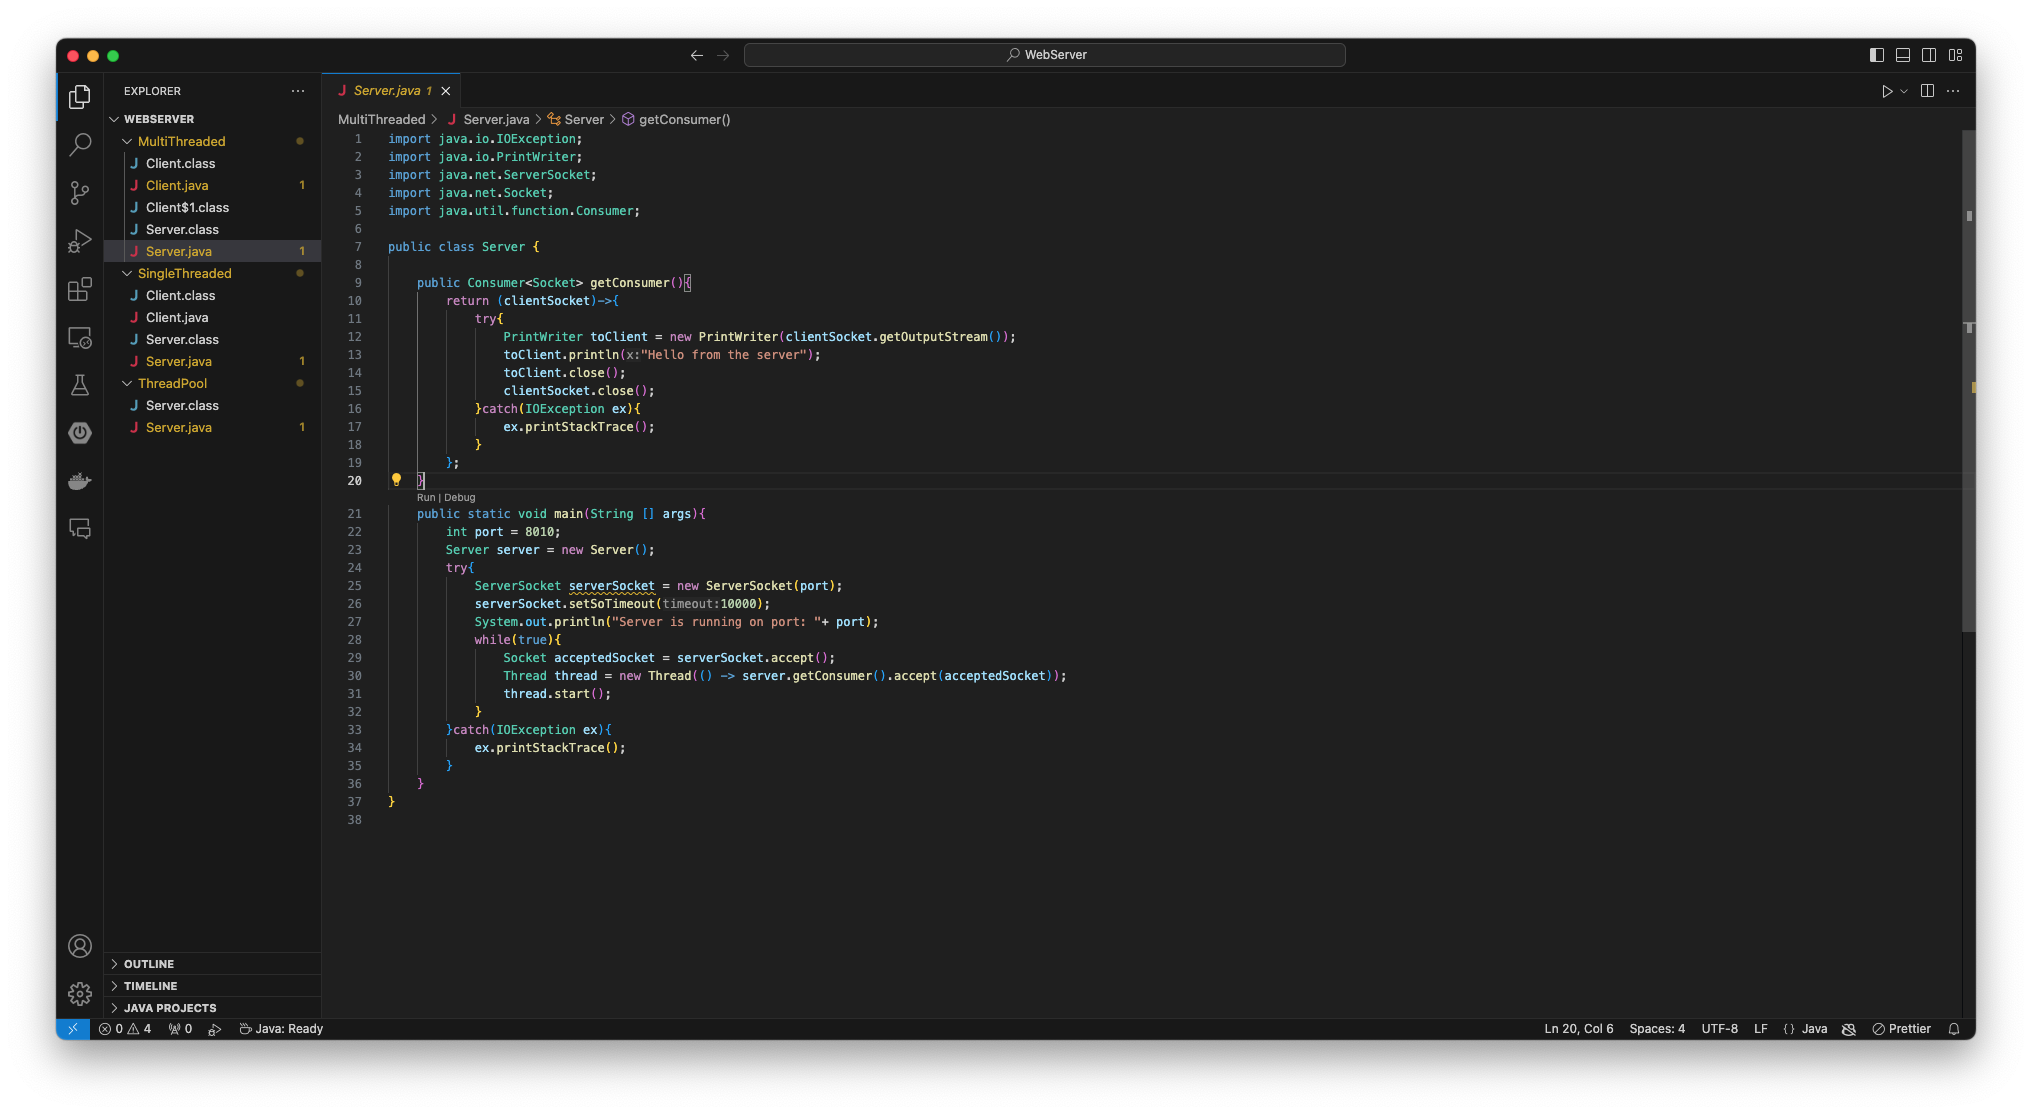 WebServer
EXPLORER
WEBSERVER
MultiThreaded
Client.class
Client.java 1
Client$1.class
Server.class
Server.java 1
SingleThreaded
Client.class
Client.java
Server.class
Server.java 1
ThreadPool
Server.class
Server.java 1
OUTLINE
TIMELINE
JAVA PROJECTS
Server.java 1
MultiThreaded > Server.java > Server > getConsumer()
1 import java.io.IOException;
2 import java.io.PrintWriter;
3 import java.net.ServerSocket;
4 import java.net.Socket;
5 import java.util.function.Consumer;
6
7 public class Server {
8
9 public Consumer<Socket> getConsumer(){
10 return (clientSocket)->{
11 try{
12 PrintWriter toClient = new PrintWriter(clientSocket.getOutputStream());
13 toClient.println(x:"Hello from the server");
14 toClient.close();
15 clientSocket.close();
16 }catch(IOException ex){
17 ex.printStackTrace();
18 }
19 };
20 }
Run | Debug
21 public static void main(String [] args){
22 int port = 8010;
23 Server server = new Server();
24 try{
25 ServerSocket serverSocket = new ServerSocket(port);
26 serverSocket.setSoTimeout(timeout:10000);
27 System.out.println("Server is running on port: "+ port);
28 while(true){
29 Socket acceptedSocket = serverSocket.accept();
30 Thread thread = new Thread(() -> server.getConsumer().accept(acceptedSocket));
31 thread.start();
32 }
33 }catch(IOException ex){
34 ex.printStackTrace();
35 }
36 }
37 }
38
0 4 0 Java: Ready Ln 20, Col 6 Spaces: 4 UTF-8 LF {} Java Prettier